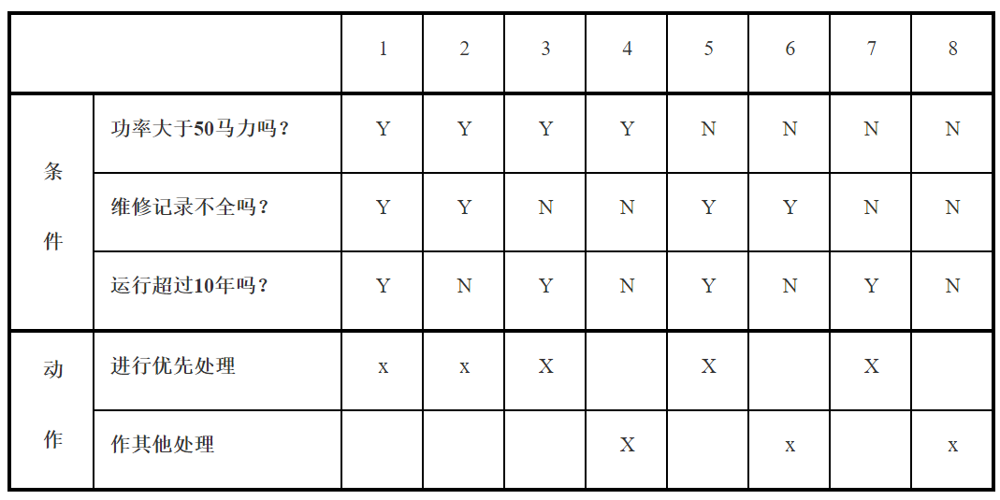 1 2 3 4 5 6 7 8
条件
功率大于50马力吗？ Y Y Y Y N N N N
维修记录不全吗？ Y Y N N Y Y N N
运行超过10年吗？ Y N Y N Y N Y N
动作
进行优先处理 x x X X X
作其他处理 X x x